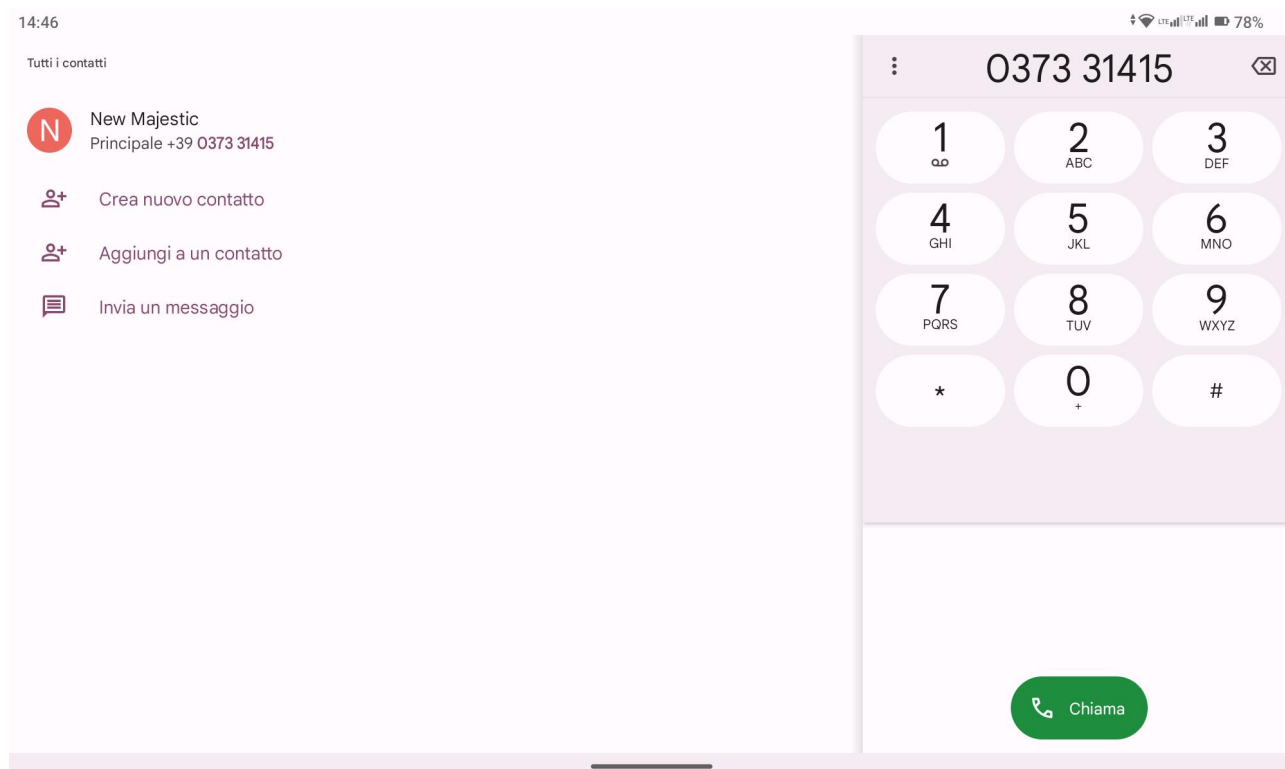 14:46
LTE LTE 78%
Tutti i contatti
N
New Majestic
Principale +39 0373 31415
Crea nuovo contatto
Aggiungi a un contatto
Invia un messaggio
0373 31415
1 2 3
ABC DEF
4 5 6
GHI JKL MNO
7 8 9
PQRS TUV WXYZ
* 0 #
+
Chiama